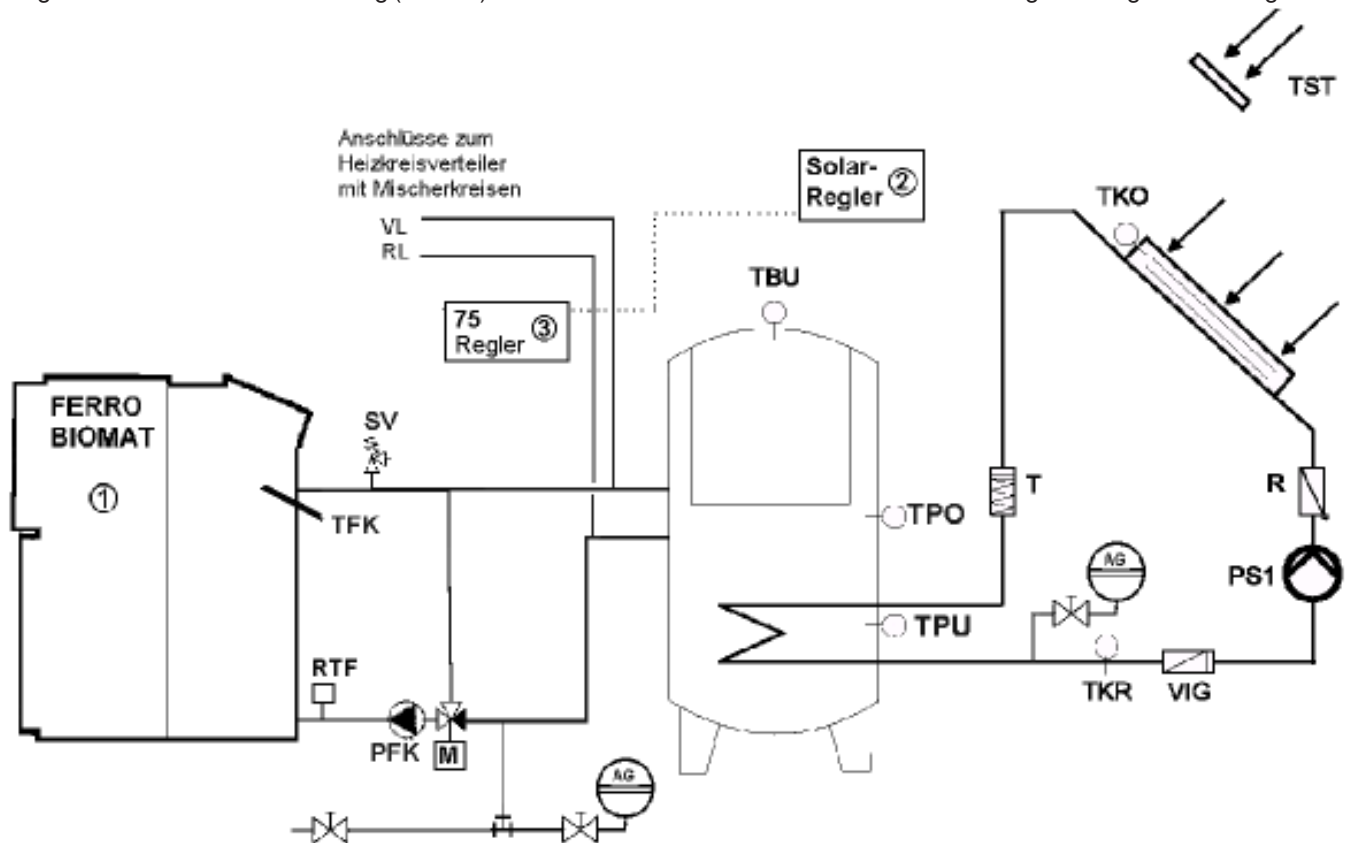 TST
Anschlüsse zum
Heizkreisverteiler
mit Mischerkreisen
Solar-
Regler ②
TKO
VL
RL
TBU
75
Regler ③
FERRO
BIOMAT
①
SV
TFK
TPO
T
R
AG
PS1
TPU
RTF
TKR
VIG
PFK
M
AG